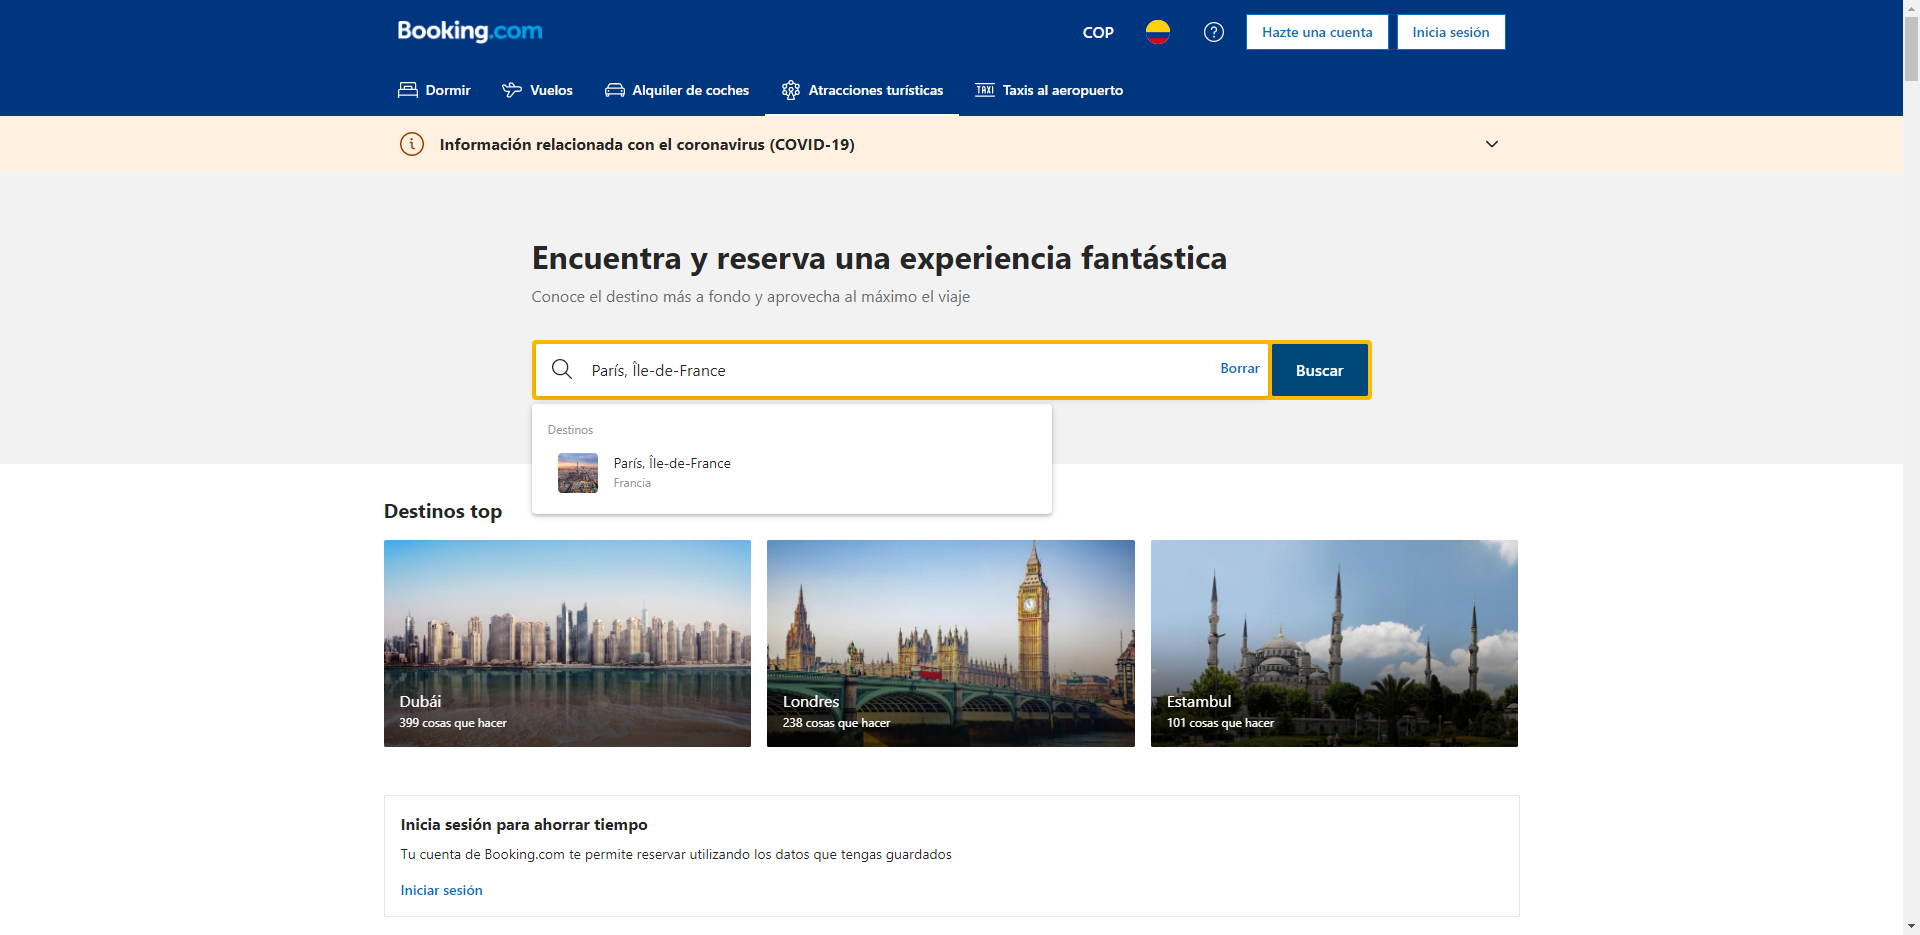 Booking.com
COP
Hazte una cuenta
Inicia sesión
Dormir
Vuelos
Alquiler de coches
Atracciones turísticas
TAXI
Taxis al aeropuerto
Información relacionada con el coronavirus (COVID-19)
Encuentra y reserva una experiencia fantástica
Conoce el destino más a fondo y aprovecha al máximo el viaje
París, Île-de-France
Borrar
Buscar
Destinos
París, Île-de-France
Francia
Destinos top
Dubái
399 cosas que hacer
Londres
238 cosas que hacer
Estambul
101 cosas que hacer
Inicia sesión para ahorrar tiempo
Tu cuenta de Booking.com te permite reservar utilizando los datos que tengas guardados
Iniciar sesión